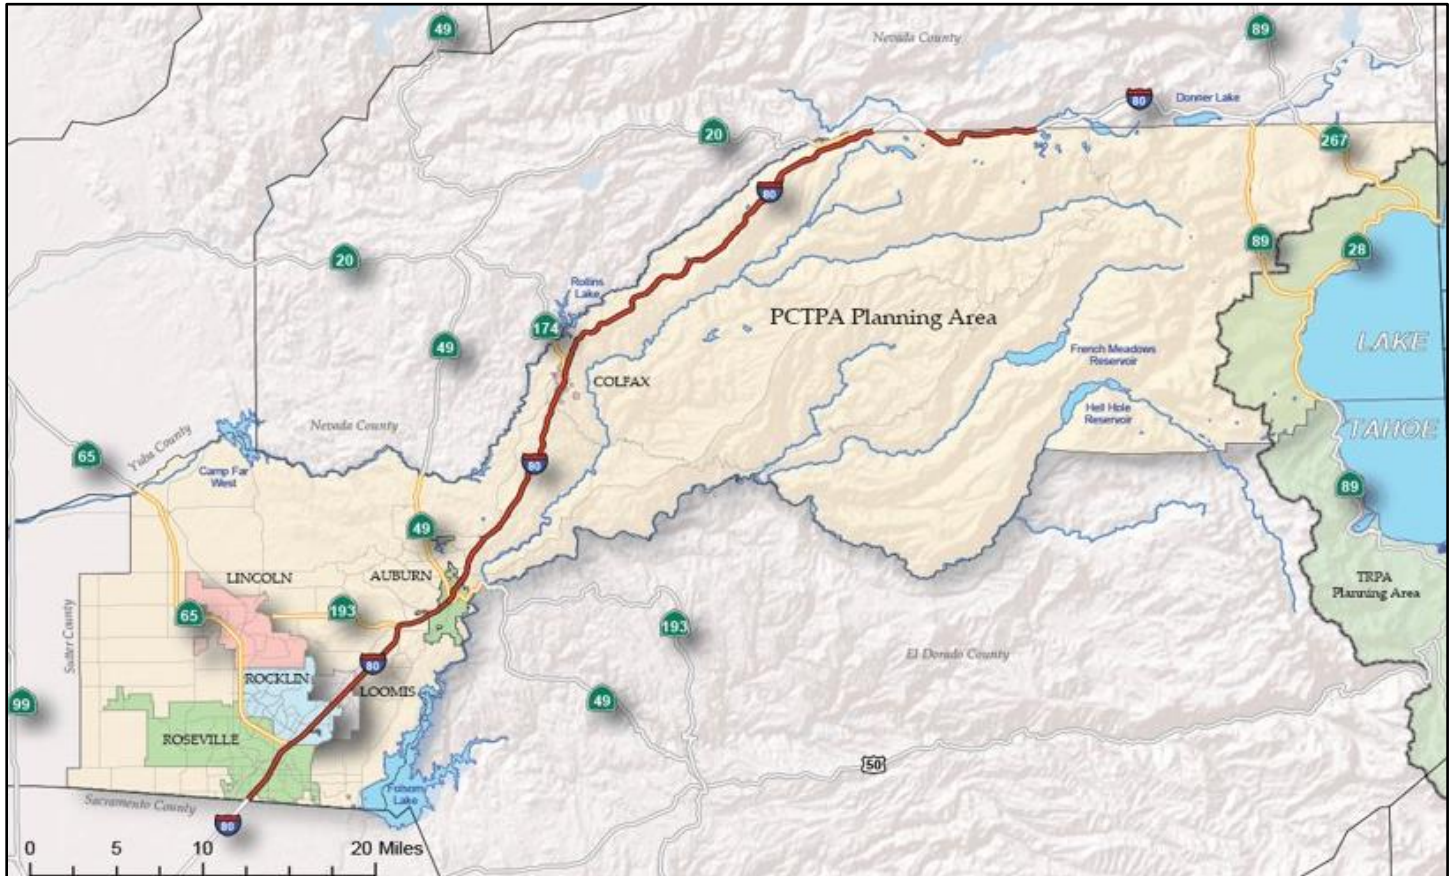 49
Nevada County
89
80
Donner Lake
20
267
80
89
28
20
Rollins
Lake
174
PCTPA Planning Area
49
LAKE
French Meadows
Reservoir
COLFAX
Hell Hole
Reservoir
Nevada County
TAHOE
Yuba County
65
80
Camp Far
West
89
49
LINCOLN
AUBURN
TRPA
Planning Area
65
193
193
Sutter County
El Dorado County
80
ROCKLIN
LOOMIS
99
49
ROSEVILLE
50
Folsom
Lake
Sacramento County
80
0 5 10 20 Miles